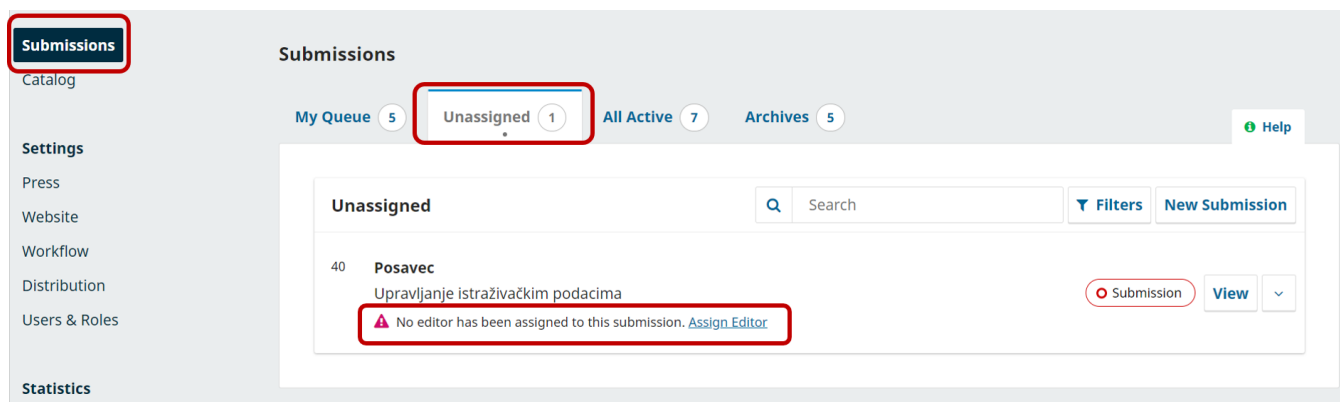 Submissions
Catalog
Settings
Press
Website
Workflow
Distribution
Users & Roles
Statistics
Submissions
My Queue 5 Unassigned 1 All Active 7 Archives 5
Help
Unassigned Search Filters New Submission
40 Posavec
Upravljanje istraživačkim podacima
Submission View
No editor has been assigned to this submission. Assign Editor